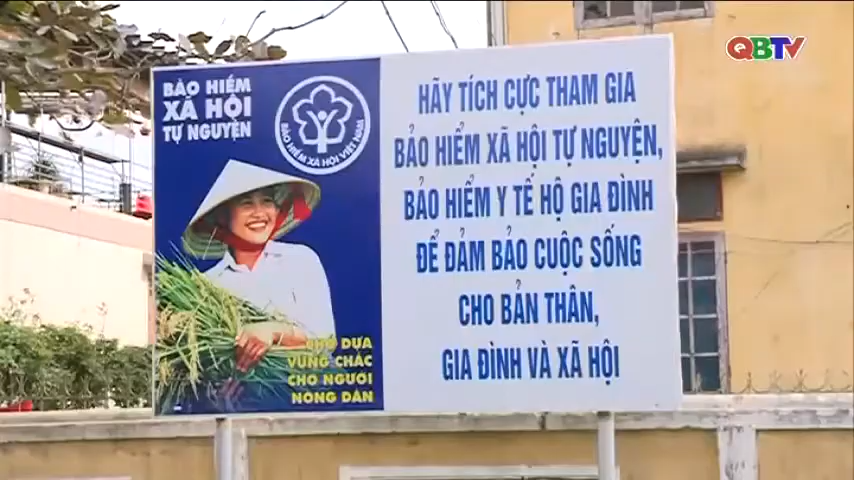 QBTV
BẢO HIỂM
XÃ HỘI
TỰ NGUYỆN
BẢO HIỂM XÃ HỘI VIỆT NAM
CHỖ DỰA
VỮNG CHẮC
CHO NGƯỜI
NÔNG DÂN
HÃY TÍCH CỰC THAM GIA
BẢO HIỂM XÃ HỘI TỰ NGUYỆN,
BẢO HIỂM Y TẾ HỘ GIA ĐÌNH
ĐỂ ĐẢM BẢO CUỘC SỐNG
CHO BẢN THÂN,
GIA ĐÌNH VÀ XÃ HỘI